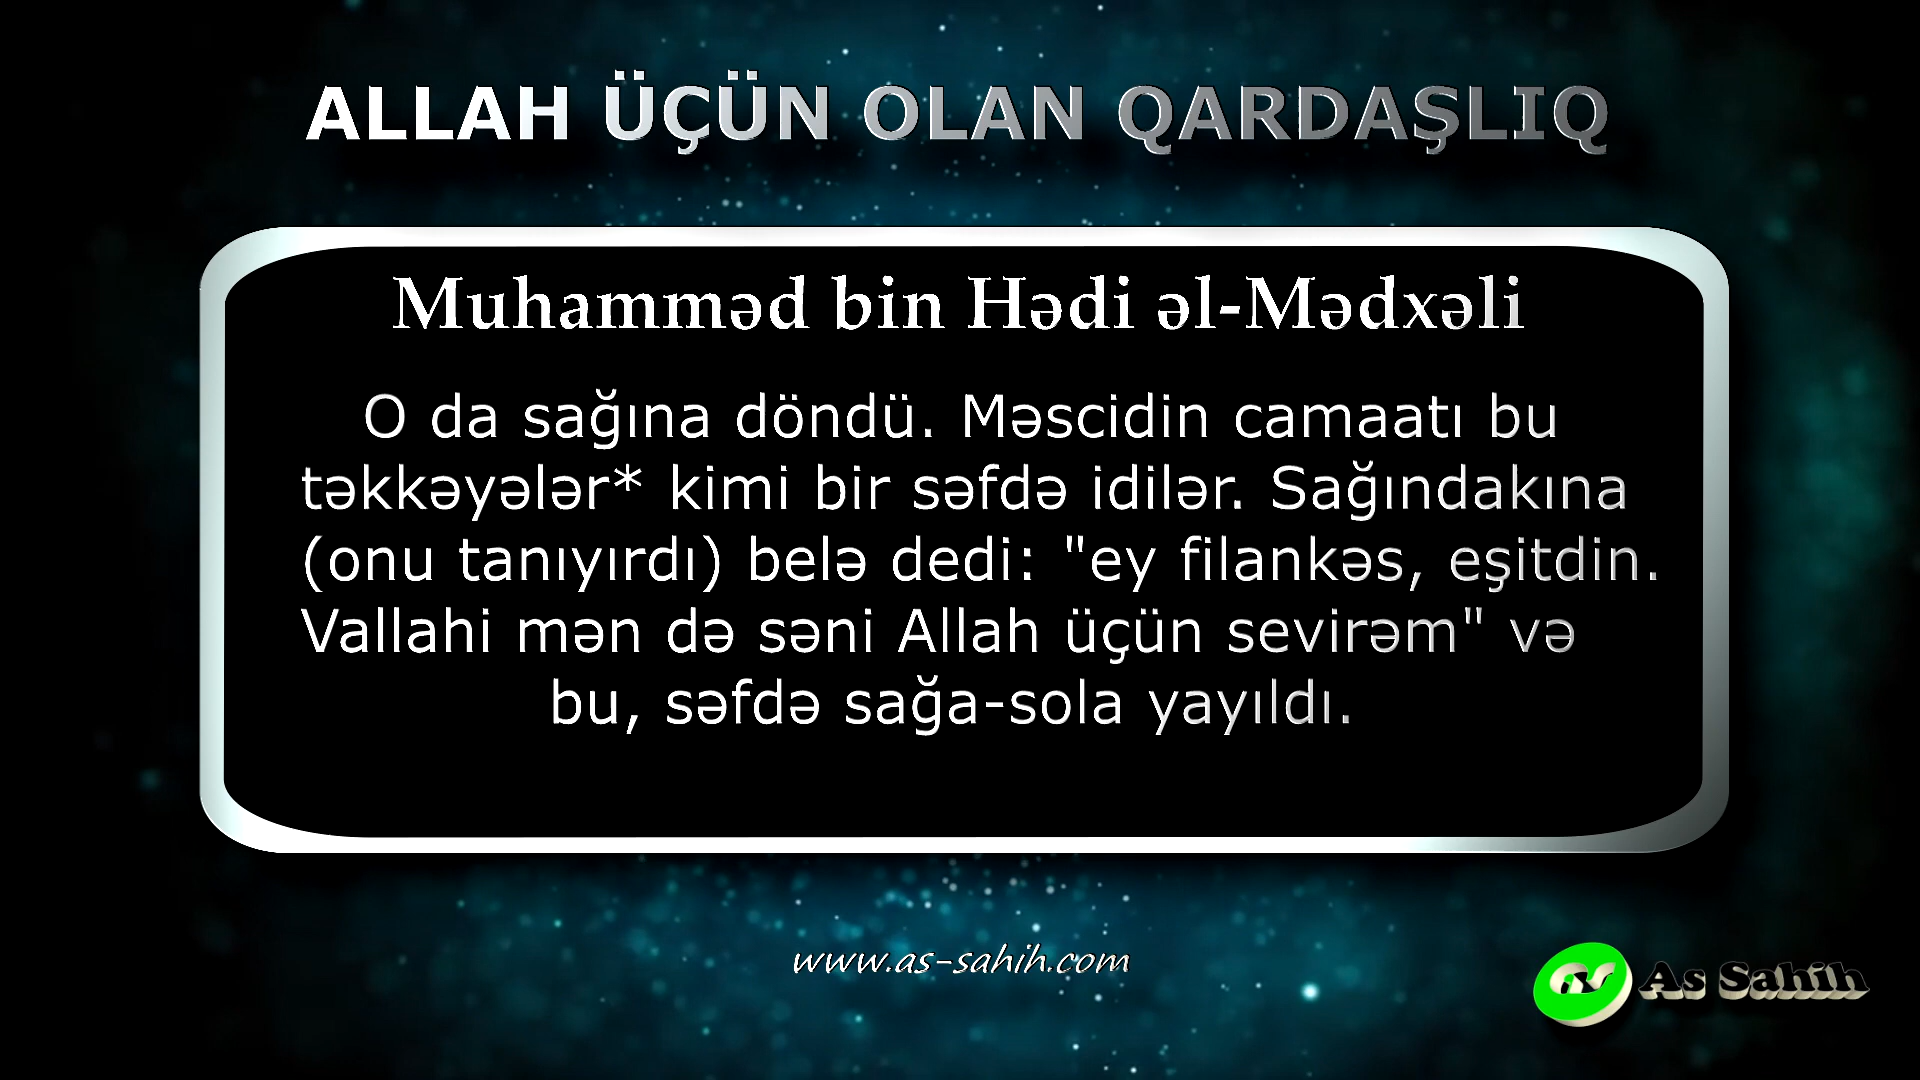 ALLAH ÜÇÜN OLAN QARDAŞLIQ
Muhamməd bin Hədi əl-Mədxəli
O da sağına döndü. Məscidin camaatı bu
təkkəyələr* kimi bir səfdə idilər. Sağındakına
(onu tanıyırdı) belə dedi: "ey filankəs, eşitdin.
Vallahi mən də səni Allah üçün sevirəm" və
bu, səfdə sağa-sola yayıldı.
www.as-sahih.com
As Sahih